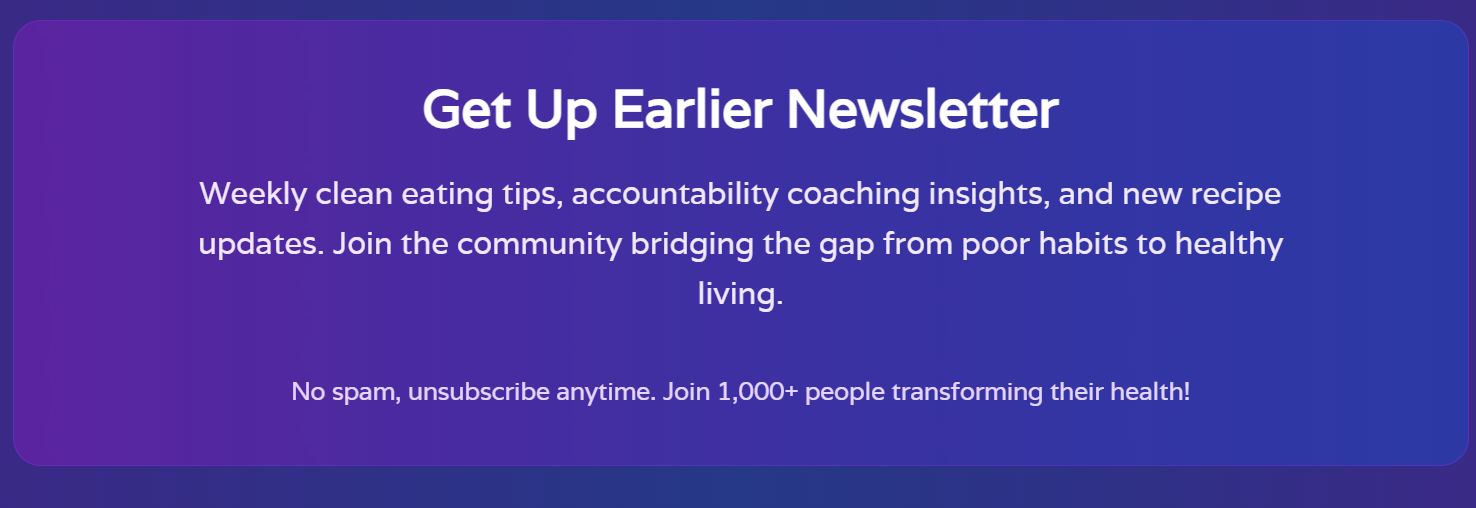 Get Up Earlier Newsletter
Weekly clean eating tips, accountability coaching insights, and new recipe
updates. Join the community bridging the gap from poor habits to healthy
living.
No spam, unsubscribe anytime. Join 1,000+ people transforming their health!